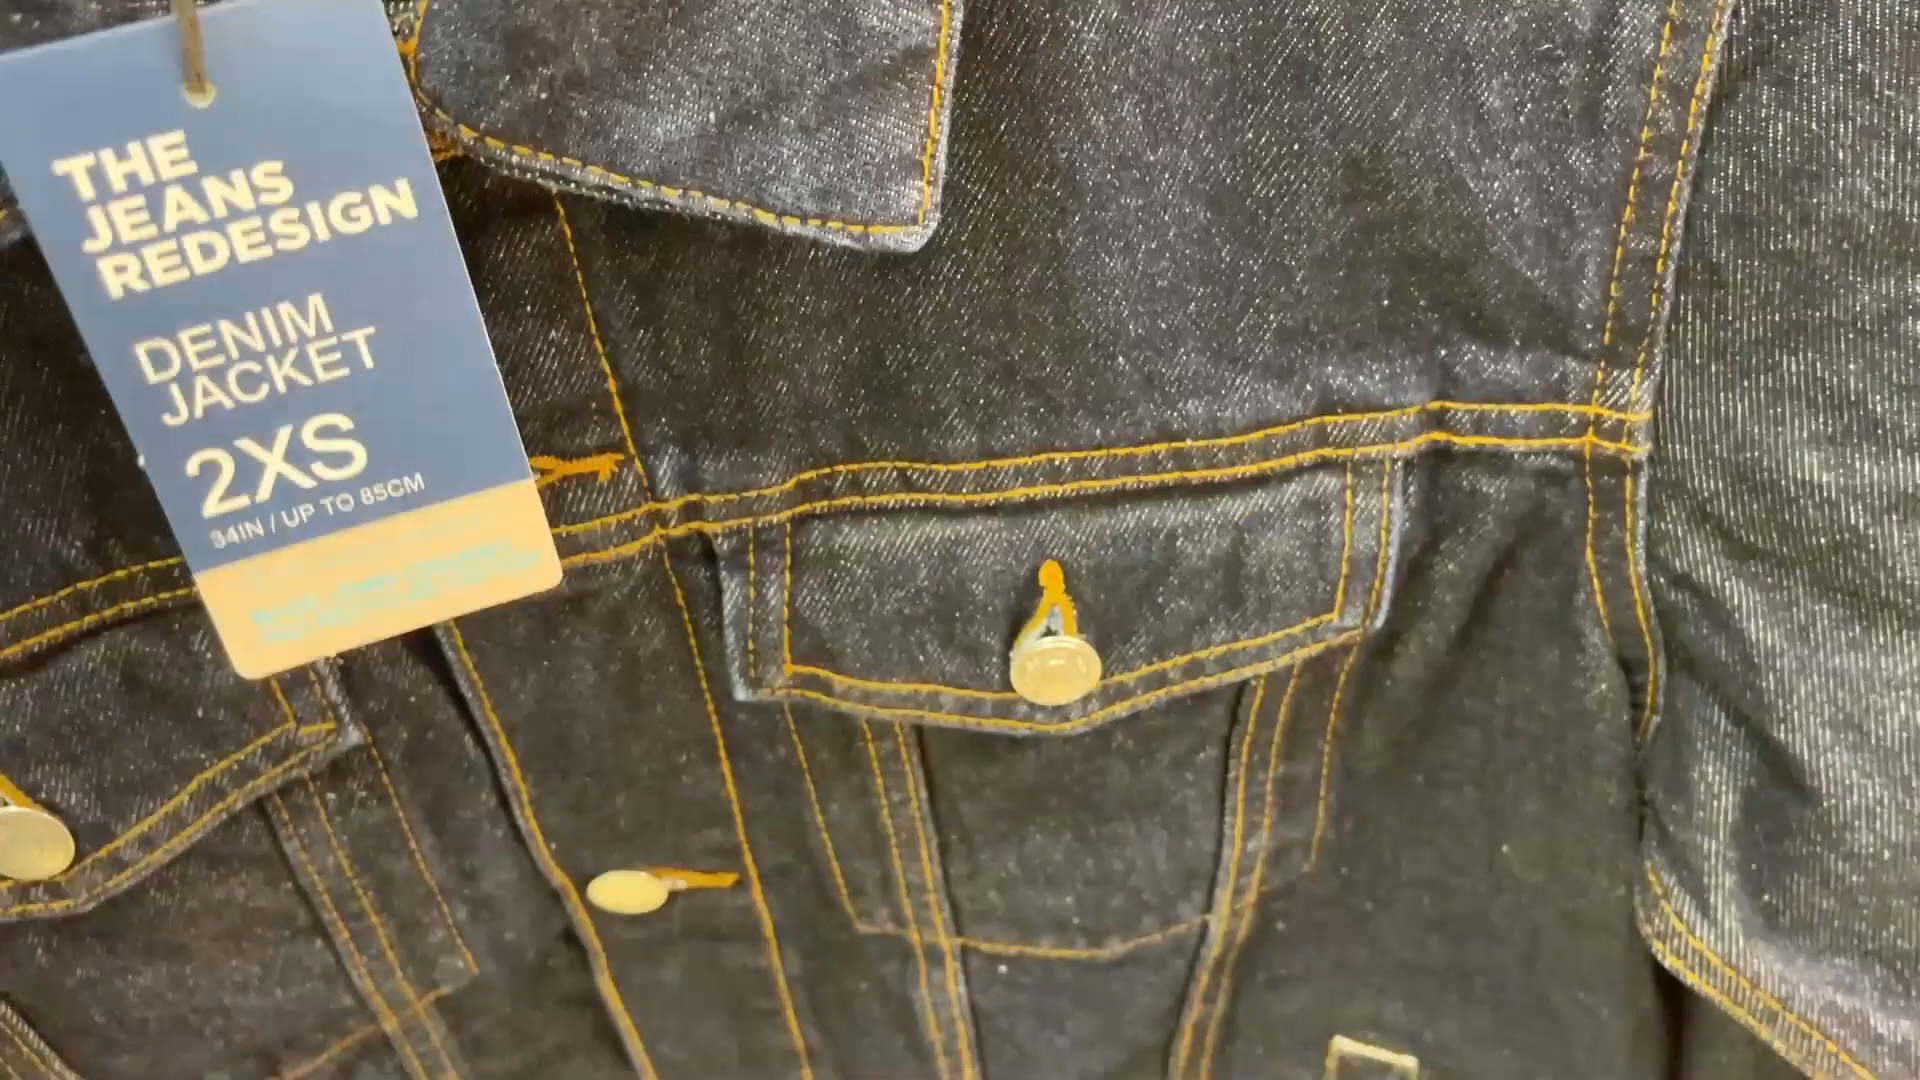 THE
JEANS
REDESIGN
DENIM
JACKET
2XS
34IN / UP TO 85CM